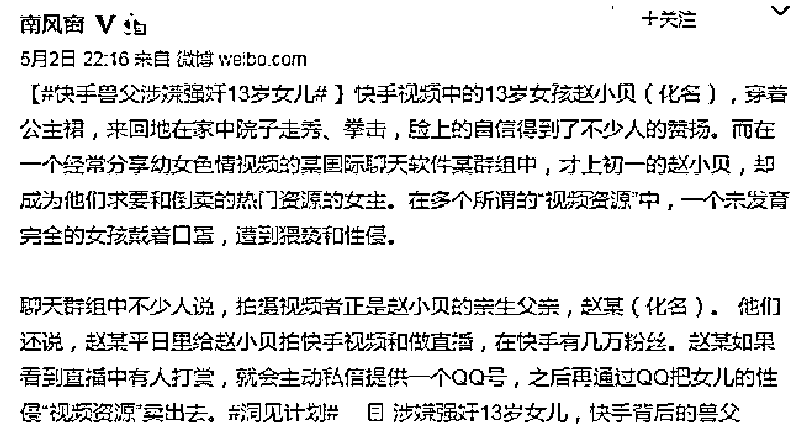 南风窗
十关注
5月2日 22:16 来自 微博 weibo.com
【#快手兽父涉嫌强奸13岁女儿#】快手视频中的13岁女孩赵小贝（化名），穿着
公主裙，来回地在家中院子走秀、拳击，脸上的自信得到了不少人的赞扬。而在
一个经常分享幼女色情视频的某国际聊天软件某群组中，才上初一的赵小贝，却
成为他们求要和倒卖的热门资源的女主。在多个所谓的“视频资源”中，一个未发育
完全的女孩戴着口罩，遭到猥亵和性侵。
聊天群组中不少人说，拍摄视频者正是赵小贝的亲生父亲，赵某（化名）。 他们
还说，赵某平日里给赵小贝拍快手视频和做直播，在快手有几万粉丝。赵某如果
看到直播中有人打赏，就会主动私信提供一个QQ号，之后再通过QQ把女儿的性
侵“视频资源”卖出去。#洞见计划# 涉嫌强奸13岁女儿，快手背后的兽父